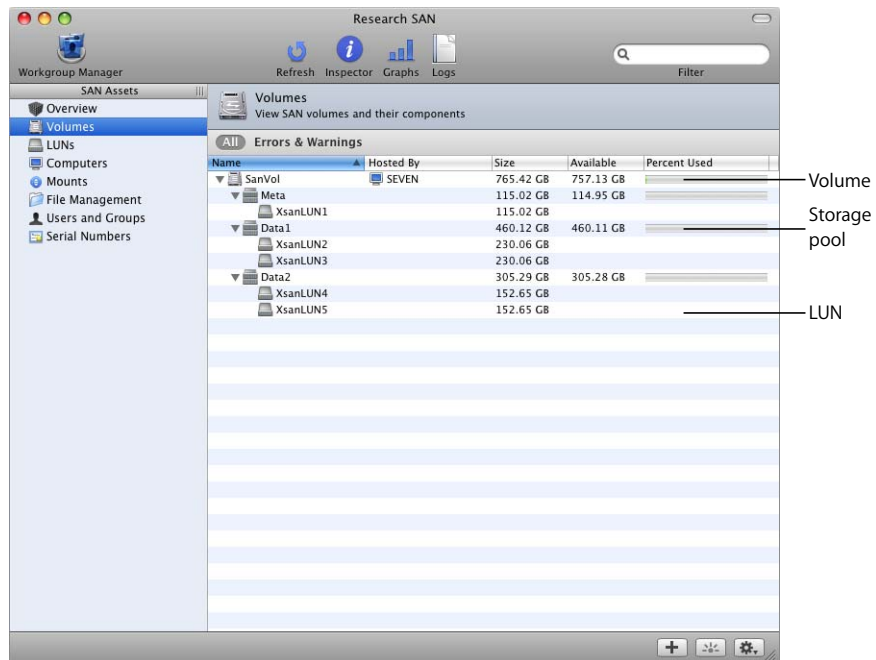 Research SAN
Workgroup Manager
Refresh Inspector Graphs Logs
Filter
SAN Assets
Overview
Volumes
LUNs
Computers
Mounts
File Management
Users and Groups
Serial Numbers
Volumes
View SAN volumes and their components
All Errors & Warnings
Name Hosted By Size Available Percent Used
SanVol SEVEN 765.42 GB 757.13 GB
Meta 115.02 GB 114.95 GB
XsanLUN1 115.02 GB
Data1 460.12 GB 460.11 GB
XsanLUN2 230.06 GB
XsanLUN3 230.06 GB
Data2 305.29 GB 305.28 GB
XsanLUN4 152.65 GB
XsanLUN5 152.65 GB
Volume
Storage
pool
LUN